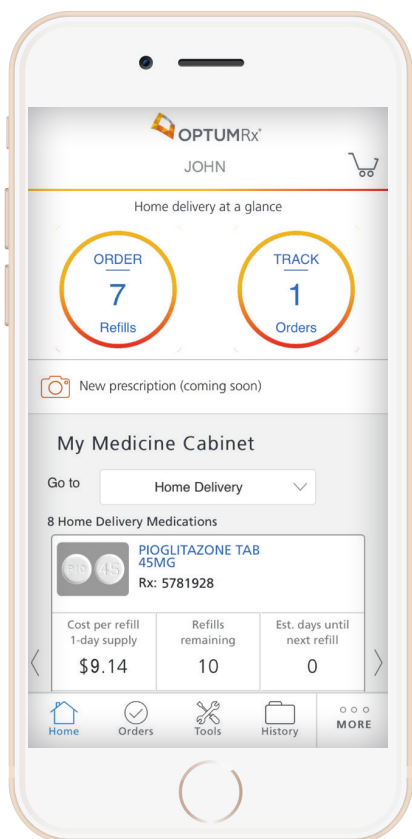 OPTUMRx®
JOHN
Home delivery at a glance
ORDER
7
Refills
TRACK
1
Orders
New prescription (coming soon)
My Medicine Cabinet
Go to
Home Delivery
8 Home Delivery Medications
PIO
45
PIOGLITAZONE TAB
45MG
Rx: 5781928
Cost per refill
1-day supply
$9.14
Refills
remaining
10
Est. days until
next refill
0
Home
Orders
Tools
History
MORE